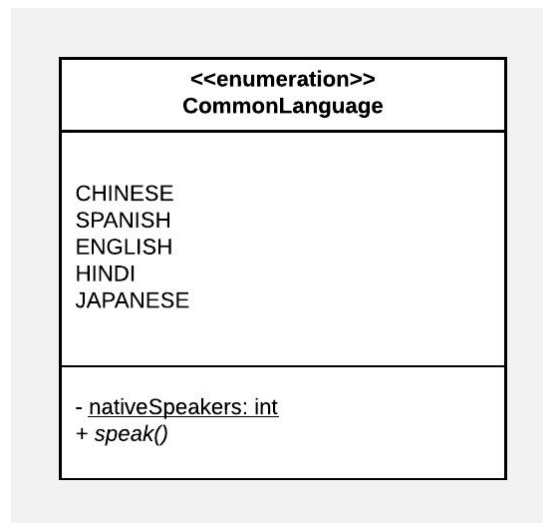 <<enumeration>>
CommonLanguage
CHINESE
SPANISH
ENGLISH
HINDI
JAPANESE
- nativeSpeakers: int
+ speak()